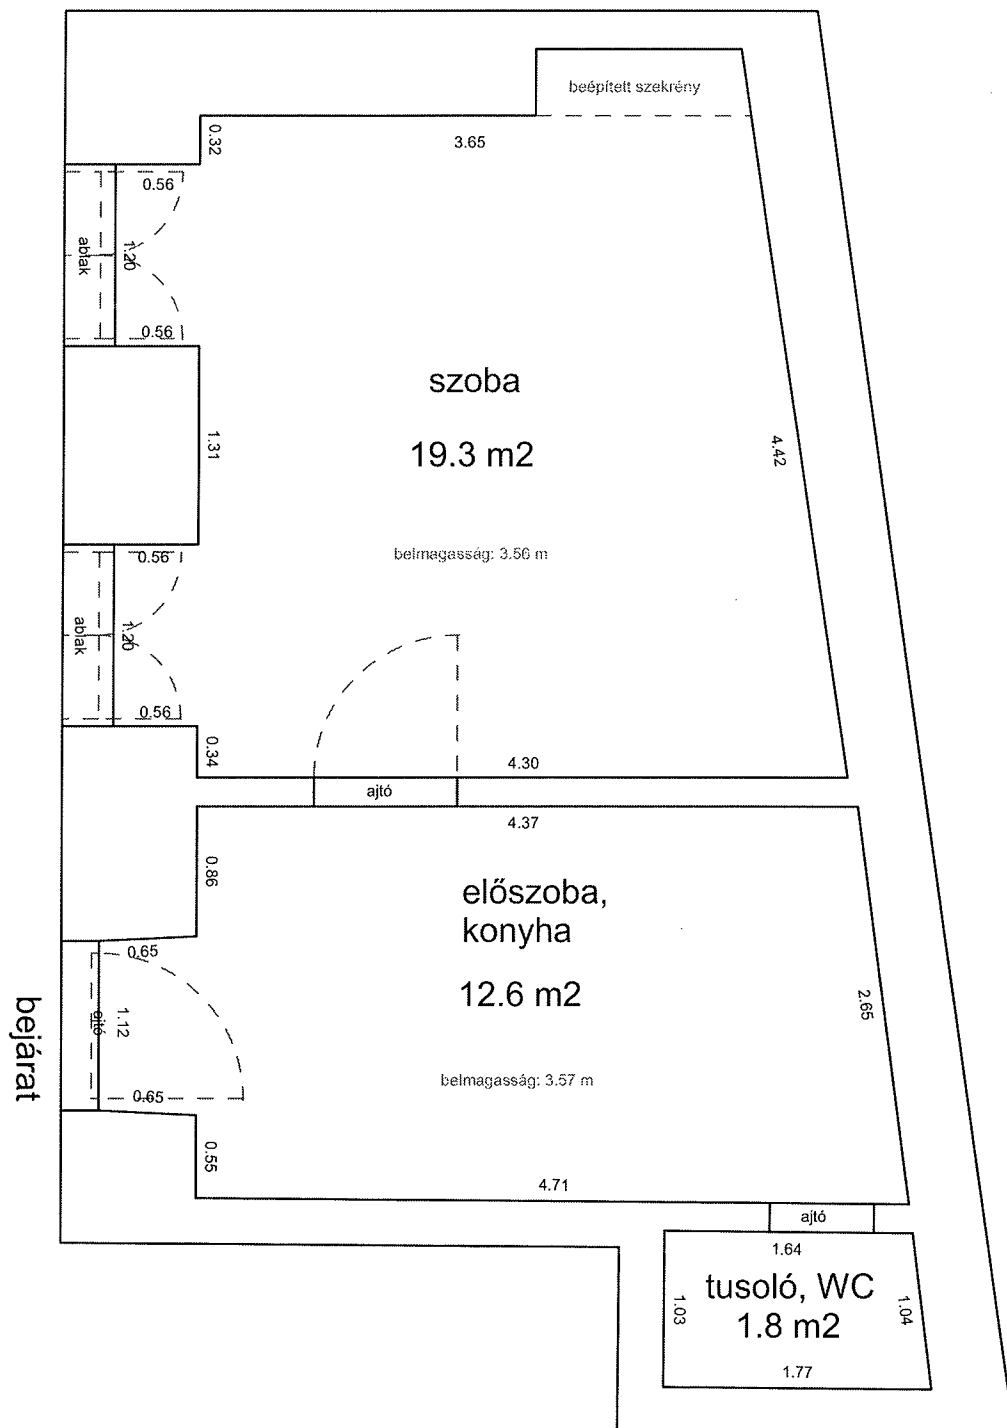 beépített szekrény
0.32
3.65
0.56
ablak
1.20
0.56
szoba
19.3 m2
1.31
4.42
belmagasság: 3.56 m
0.56
ablak
1.20
0.56
0.34
4.30
ajtó
4.37
0.86
előszoba,
konyha
12.6 m2
0.65
2.65
bejárat
ajtó
1.12
belmagasság: 3.57 m
0.65
0.55
4.71
ajtó
1.64
tusoló, WC
1.8 m2
1.03
1.04
1.77